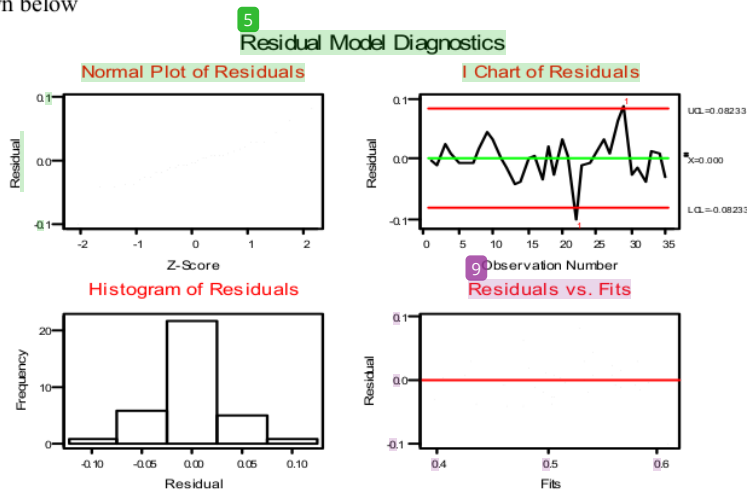 n below
5
Residual Model Diagnostics
Normal Plot of Residuals
I Chart of Residuals
Residual
0.1
0.0
-0.1
-2 -1 0 1 2
Z-Score
Residual
0.1
0.0
-0.1
1
1
UCL=0.08233
X=0.000
LCL=-0.08233
0 5 10 15 20 25 30 35
Observation Number
9
Histogram of Residuals
Residuals vs. Fits
Frequency
20
10
0
-0.10 -0.05 0.00 0.05 0.10
Residual
Residual
0.1
0.0
-0.1
0.4 0.5 0.6
Fits